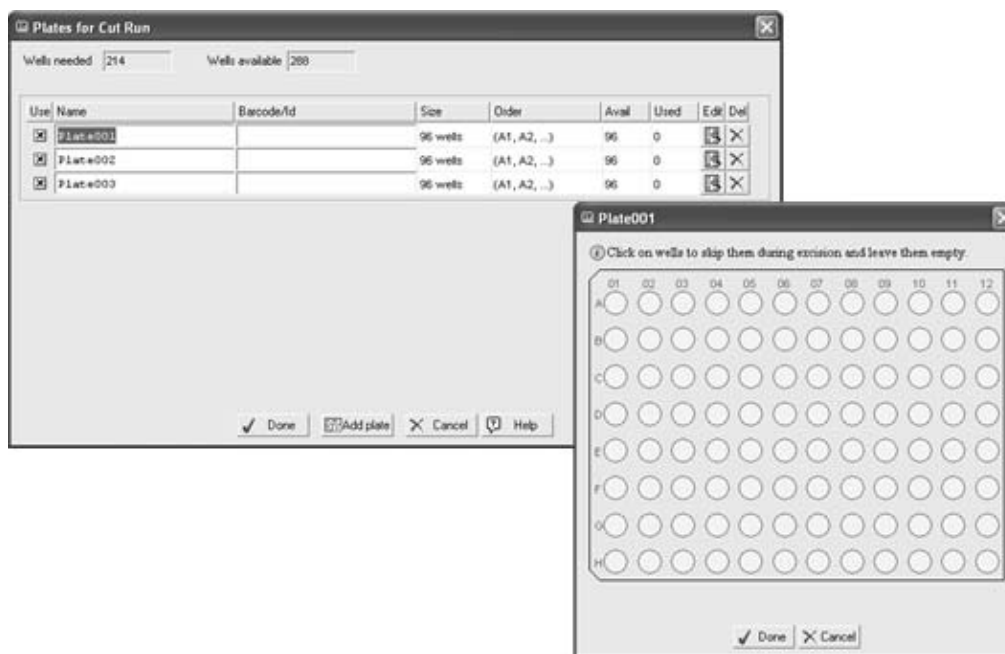 Plates for Cut Run
Wells needed 214 Wells available 288
Use Name Barcode/Id Size Order Avail Used Edit Del
Plate001 96 wells (A1, A2, ...) 96 0
Plate002 96 wells (A1, A2, ...) 96 0
Plate003 96 wells (A1, A2, ...) 96 0
Done Add plate Cancel Help
Plate001
Click on wells to skip them during excision and leave them empty.
01 02 03 04 05 06 07 08 09 10 11 12
A
B
C
D
E
F
G
H
Done Cancel